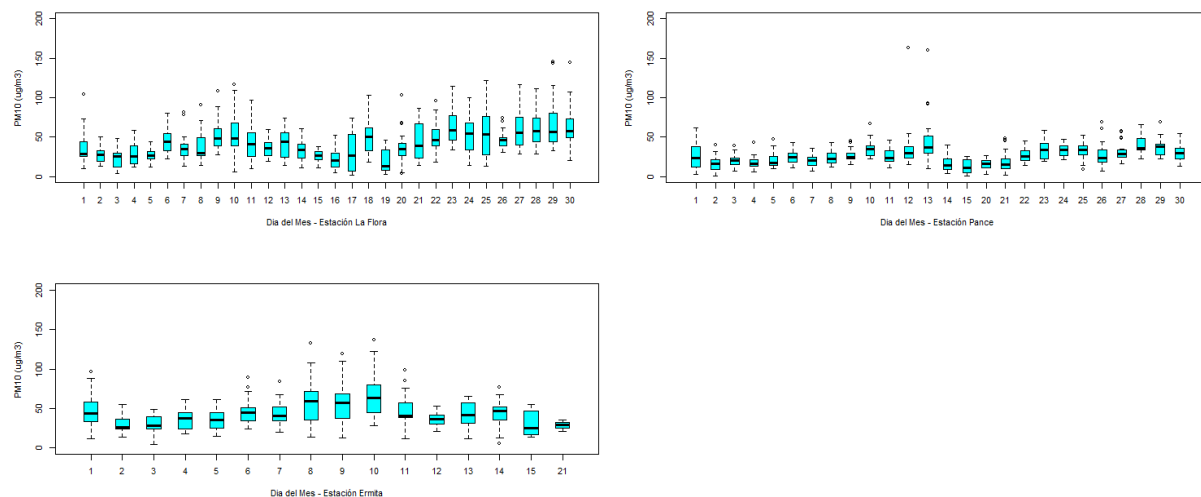 200
150
100
50
0
PM10 (ug/m3)
1 2 3 4 5 6 7 8 9 10 11 12 13 14 15 16 17 18 19 20 21 22 23 24 25 26 27 28 29 30
Dia del Mes - Estación La Flora
200
150
100
50
0
PM10 (ug/m3)
1 2 3 4 5 6 7 8 9 10 11 12 13 14 15 16 17 18 19 20 21 22 23 24 25 26 27 28 29 30
Dia del Mes - Estación Pance
200
150
100
50
0
PM10 (ug/m3)
1 2 3 4 5 6 7 8 9 10 11 12 13 14 15 21
Dia del Mes - Estación Ermita